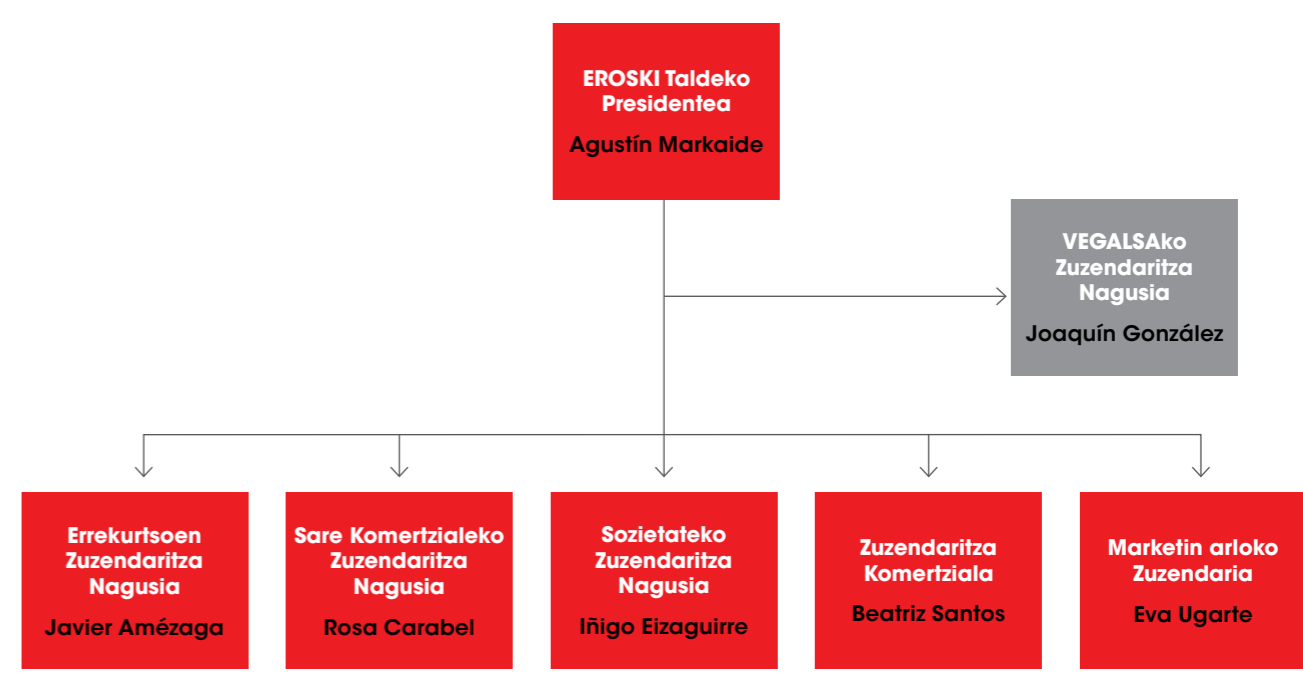 EROSKI Taldeko
Presidentea
Agustín Markaide
VEGALSAko
Zuzendaritza
Nagusia
Joaquín González
Errekurtsoen
Zuzendaritza
Nagusia
Javier Amézaga
Sare Komertzialeko
Zuzendaritza
Nagusia
Rosa Carabel
Sozietateko
Zuzendaritza
Nagusia
Iñigo Eizaguirre
Zuzendaritza
Komertziala
Beatriz Santos
Marketin arloko
Zuzendaria
Eva Ugarte